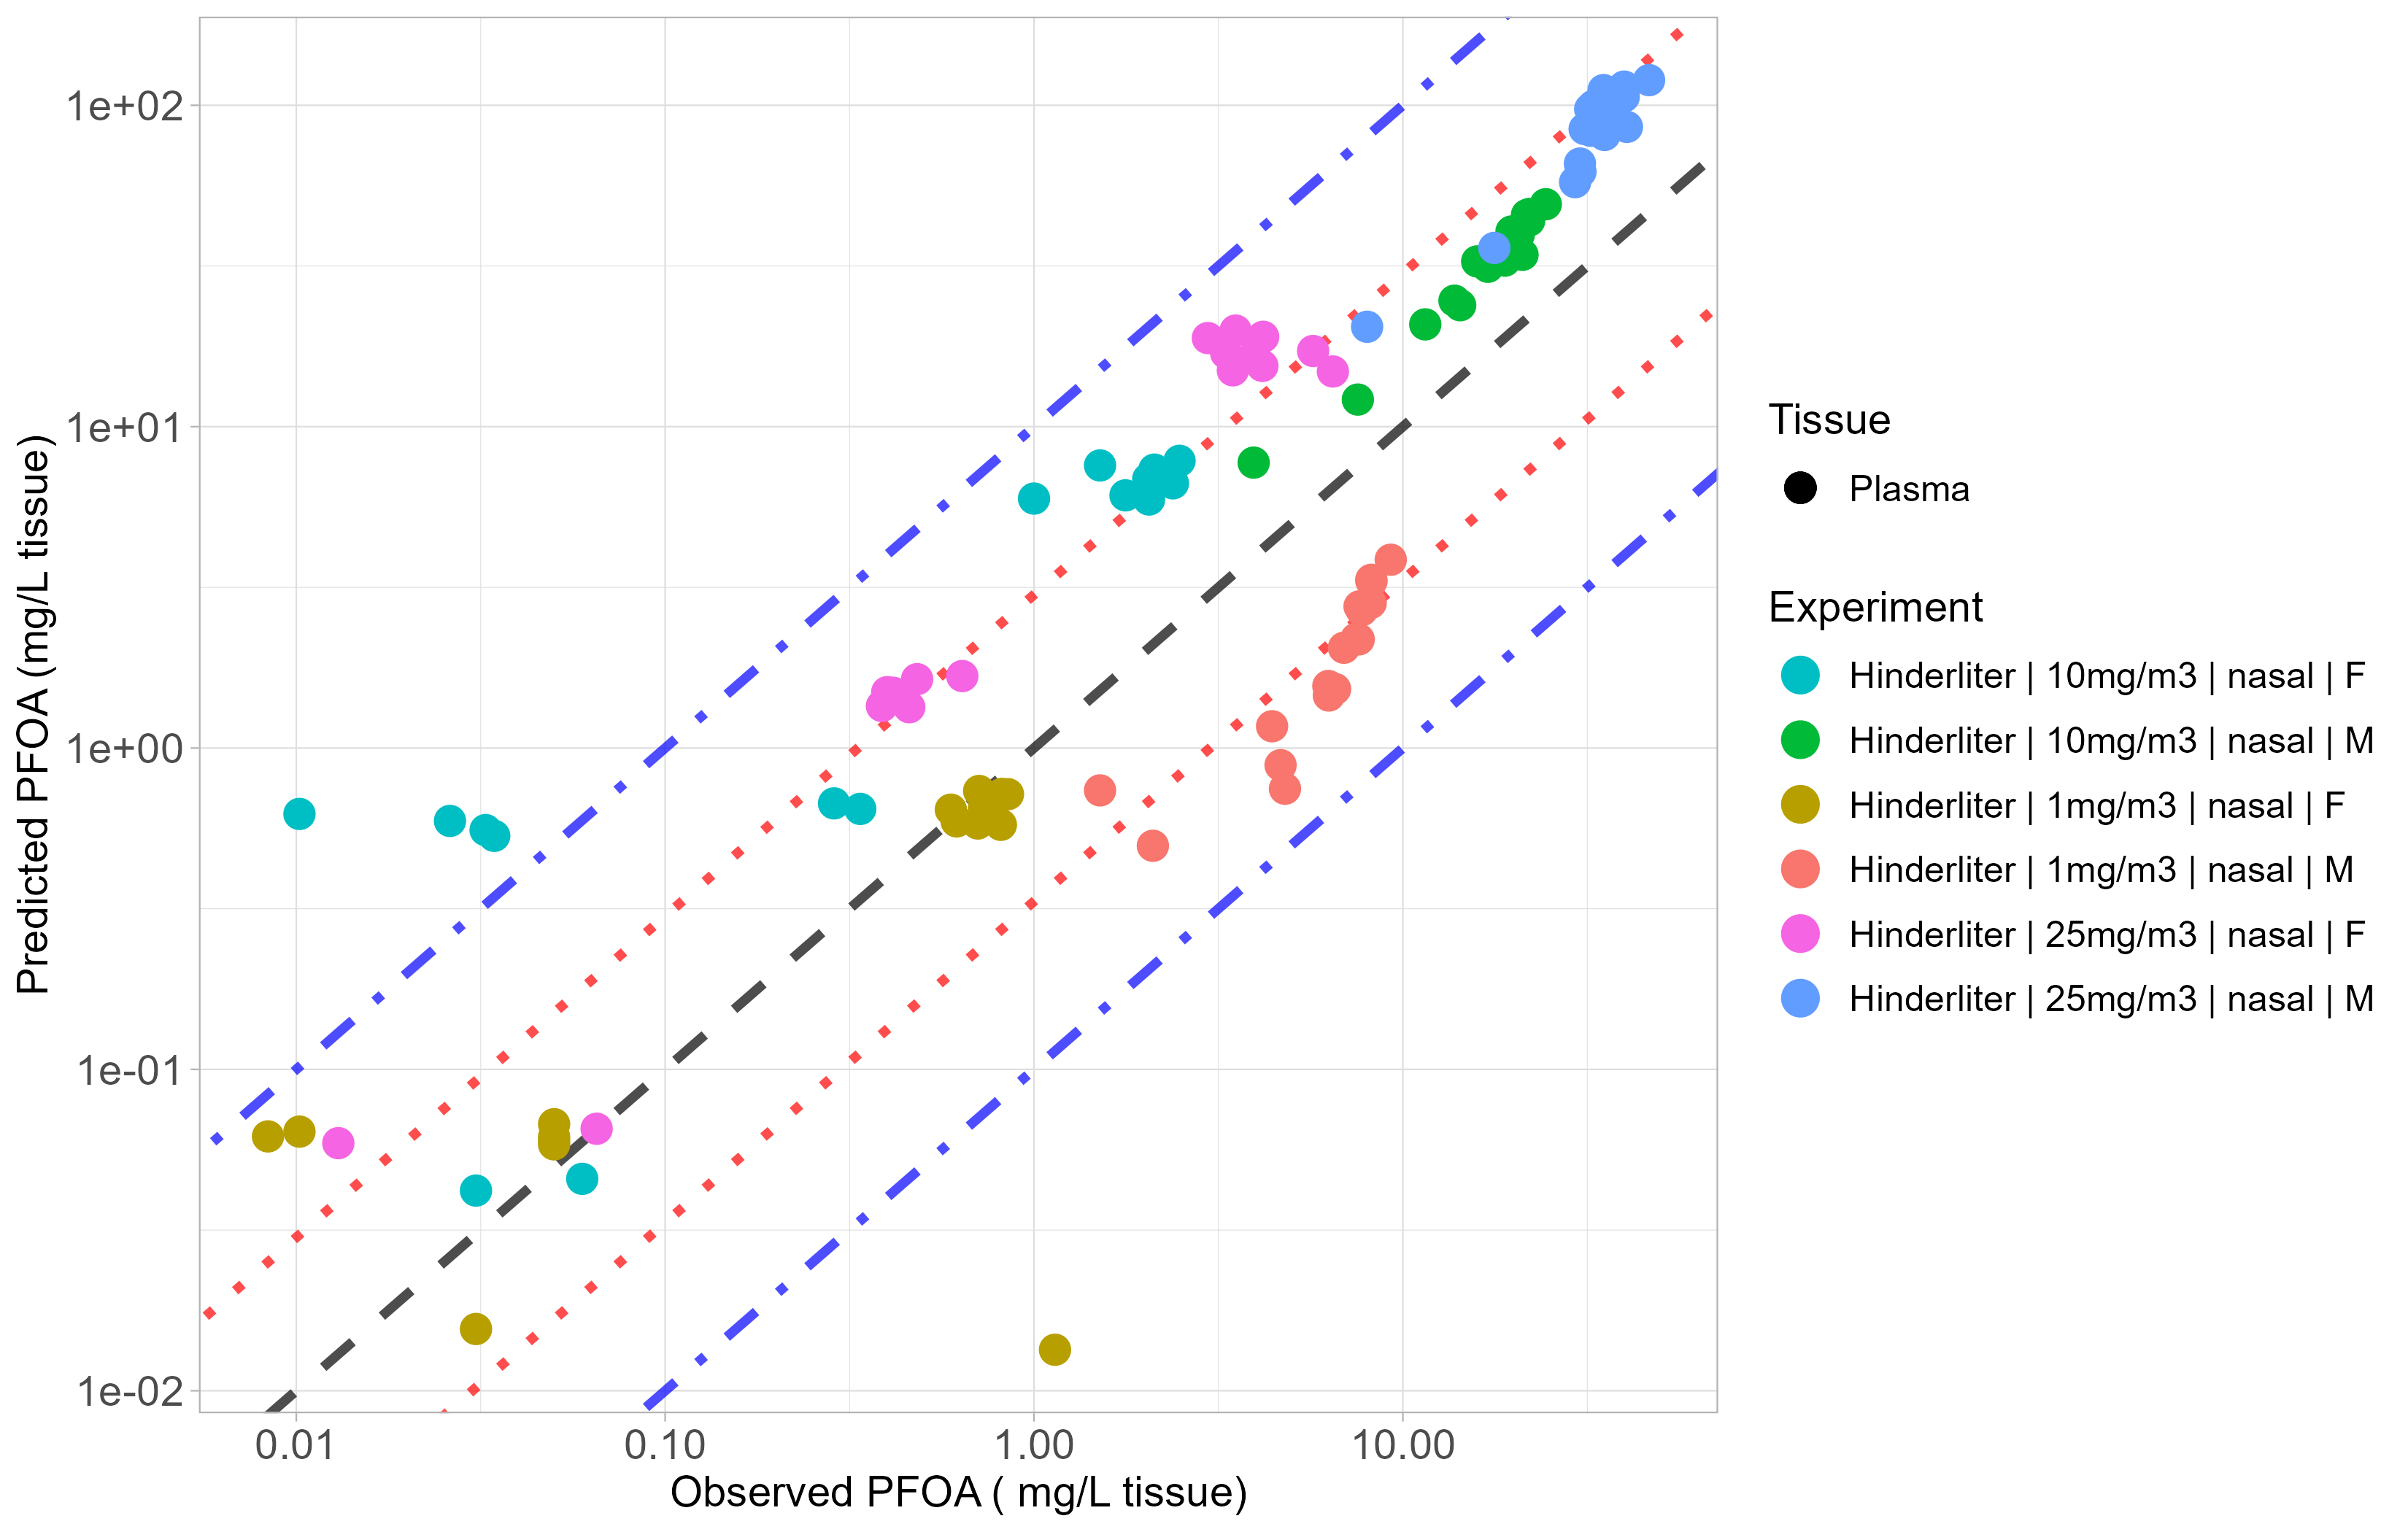 1e+02
1e+01
1e+00
1e-01
1e-02
Predicted PFOA (mg/L tissue)
0.01
0.10
1.00
10.00
Observed PFOA ( mg/L tissue)
Tissue
Plasma
Experiment
Hinderliter | 10mg/m3 | nasal | F
Hinderliter | 10mg/m3 | nasal | M
Hinderliter | 1mg/m3 | nasal | F
Hinderliter | 1mg/m3 | nasal | M
Hinderliter | 25mg/m3 | nasal | F
Hinderliter | 25mg/m3 | nasal | M